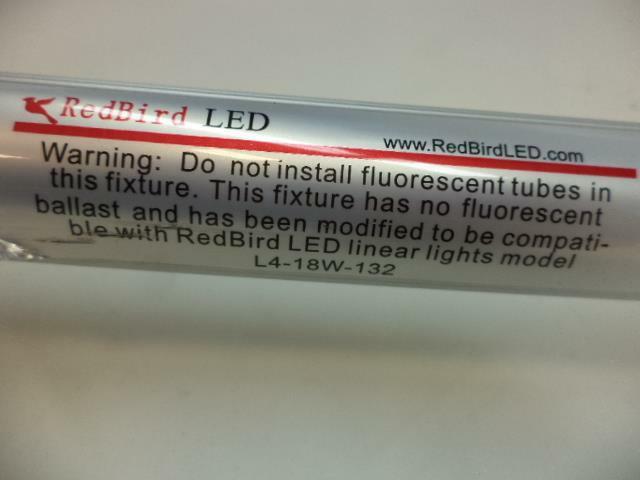 RedBird LED
www.RedBirdLED.com
Warning: Do not install fluorescent tubes in
this fixture. This fixture has no fluorescent
ballast and has been modified to be compati-
ble with RedBird LED linear lights model
L4-18W-132